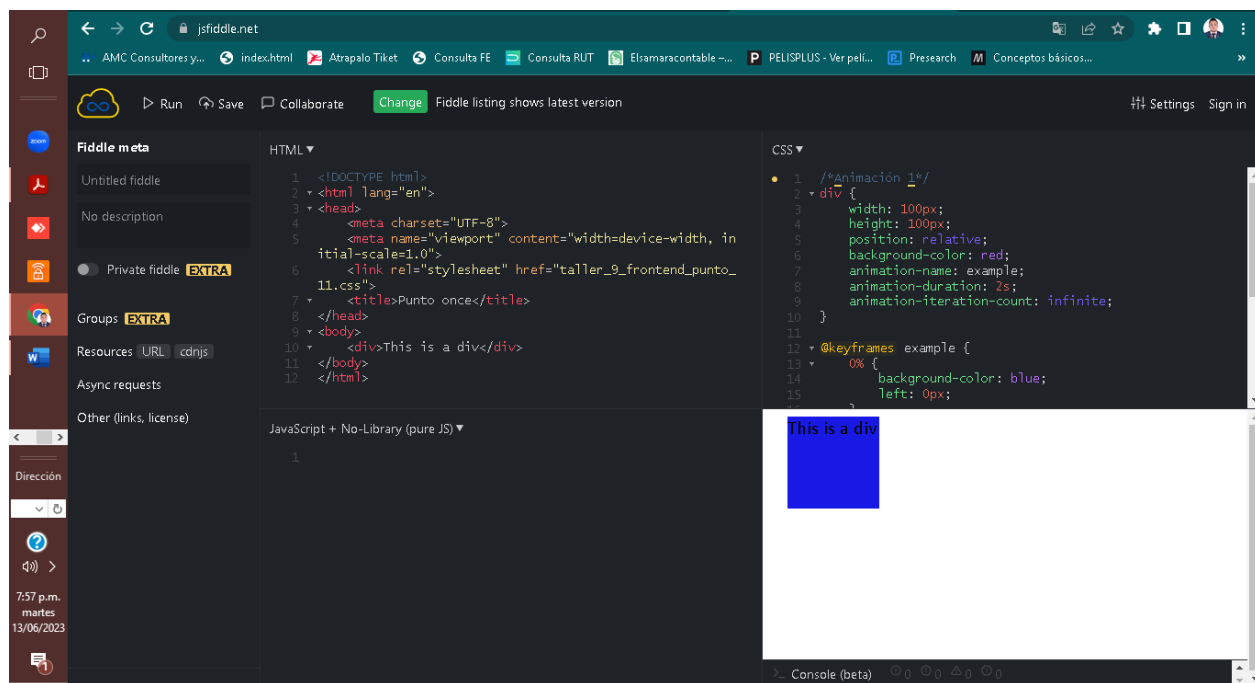 jsfiddle.net
AMC Consultores y... index.html Atrapalo Tiket Consulta FE Consulta RUT Elsamaracontable –... PELISPLUS - Ver pelí... Presearch Conceptos básicos... »
Run Save Collaborate Change Fiddle listing shows latest version Settings Sign in
zoom
Fiddle meta
Untitled fiddle
No description
Private fiddle EXTRA
Groups EXTRA
Resources URL cdnjs
Async requests
Other (links, license)
HTML ▼
1 <!DOCTYPE html>
2 <html lang="en">
3 <head>
4 <meta charset="UTF-8">
5 <meta name="viewport" content="width=device-width, in
itial-scale=1.0">
6 <link rel="stylesheet" href="taller_9_frontend_punto_
11.css">
7 <title>Punto once</title>
8 </head>
9 <body>
10 <div>This is a div</div>
11 </body>
12 </html>
CSS ▼
1 /*Animación 1*/
2 div {
3 width: 100px;
4 height: 100px;
5 position: relative;
6 background-color: red;
7 animation-name: example;
8 animation-duration: 2s;
9 animation-iteration-count: infinite;
10 }
11
12 @keyframes example {
13 0% {
14 background-color: blue;
15 left: 0px;
JavaScript + No-Library (pure JS) ▼
1
This is a div
>_ Console (beta) 0 0 0 0
Dirección
7:57 p.m.
martes
13/06/2023
1